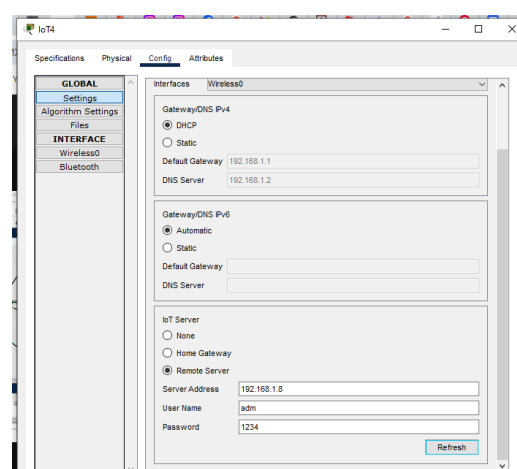 IoT4
Specifications Physical Config Attributes
GLOBAL
Settings
Algorithm Settings
Files
INTERFACE
Wireless0
Bluetooth
Interfaces Wireless0
Gateway/DNS IPv4
DHCP
Static
Default Gateway 192.168.1.1
DNS Server 192.168.1.2
Gateway/DNS IPv6
Automatic
Static
Default Gateway
DNS Server
IoT Server
None
Home Gateway
Remote Server
Server Address 192.168.1.8
User Name adm
Password 1234
Refresh